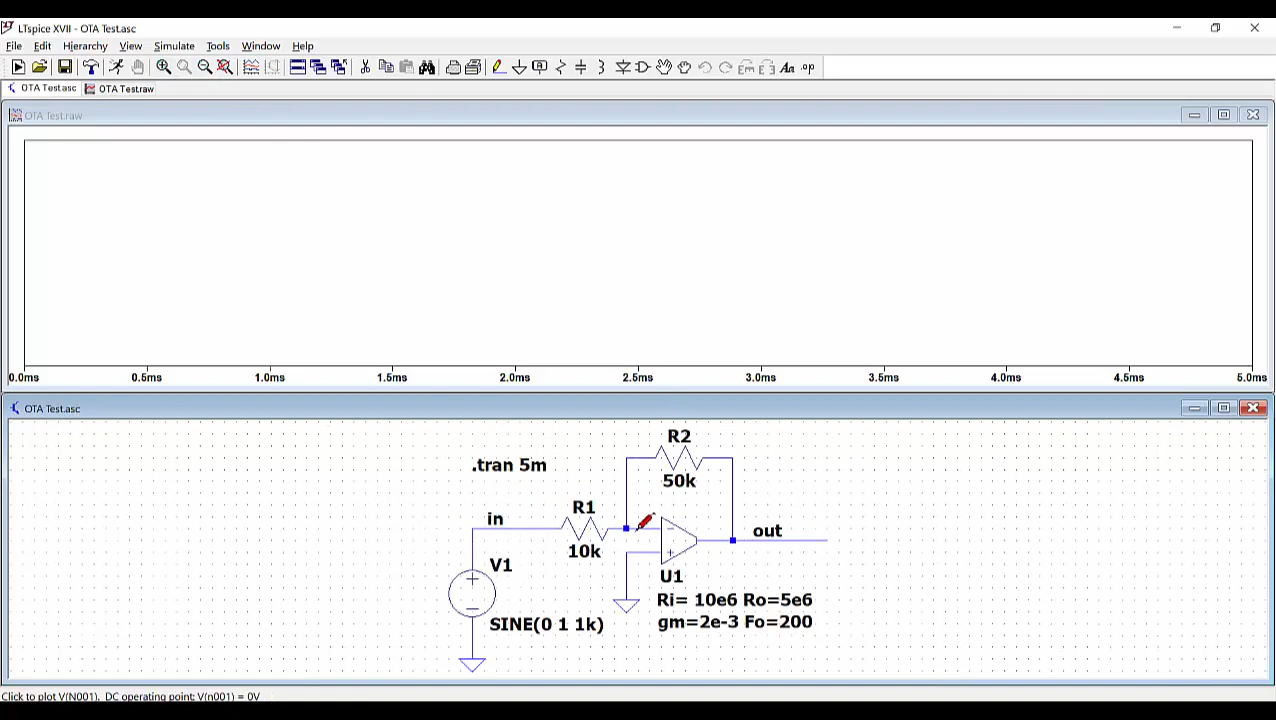 LTspice XVII - OTA Test.asc
File Edit Hierarchy View Simulate Tools Window Help
OTA Test.asc OTA Test.raw
OTA Test.raw
0.0ms 0.5ms 1.0ms 1.5ms 2.0ms 2.5ms 3.0ms 3.5ms 4.0ms 4.5ms 5.0ms
OTA Test.asc
R2
.tran 5m
50k
R1
in
out
10k
V1
U1
Ri= 10e6 Ro=5e6
SINE(0 1 1k)
gm=2e-3 Fo=200
Click to plot V(N001). DC operating point: V(n001) = 0V